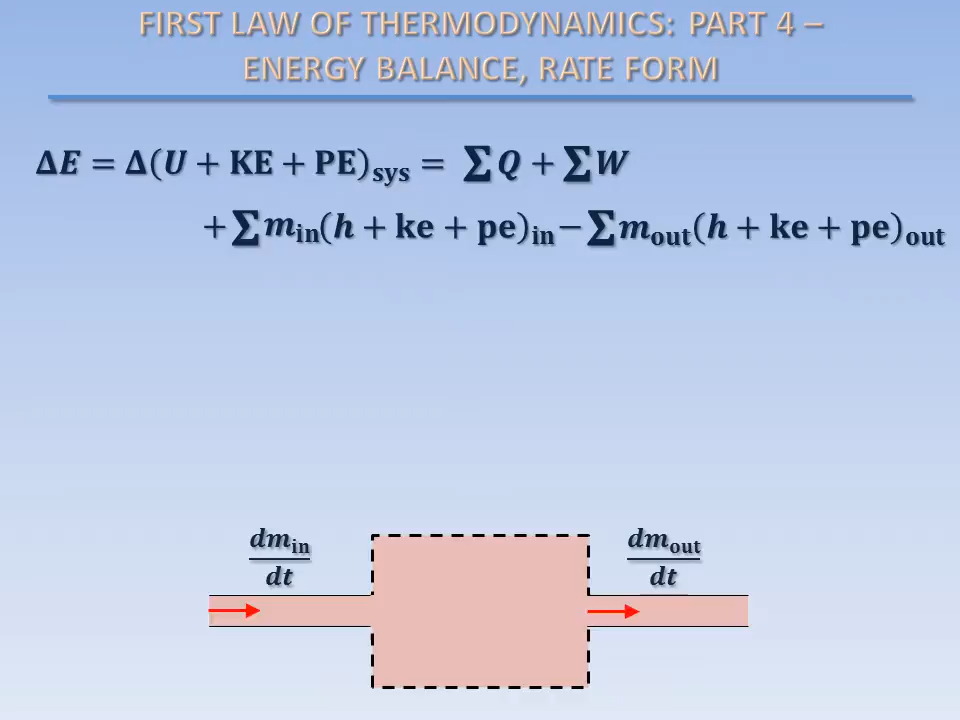 FIRST LAW OF THERMODYNAMICS: PART 4 –
ENERGY BALANCE, RATE FORM
ΔE = Δ(U + KE + PE)sys = ∑Q + ∑W
+ ∑min(h + ke + pe)in − ∑mout(h + ke + pe)out
dmin/dt
dmout/dt